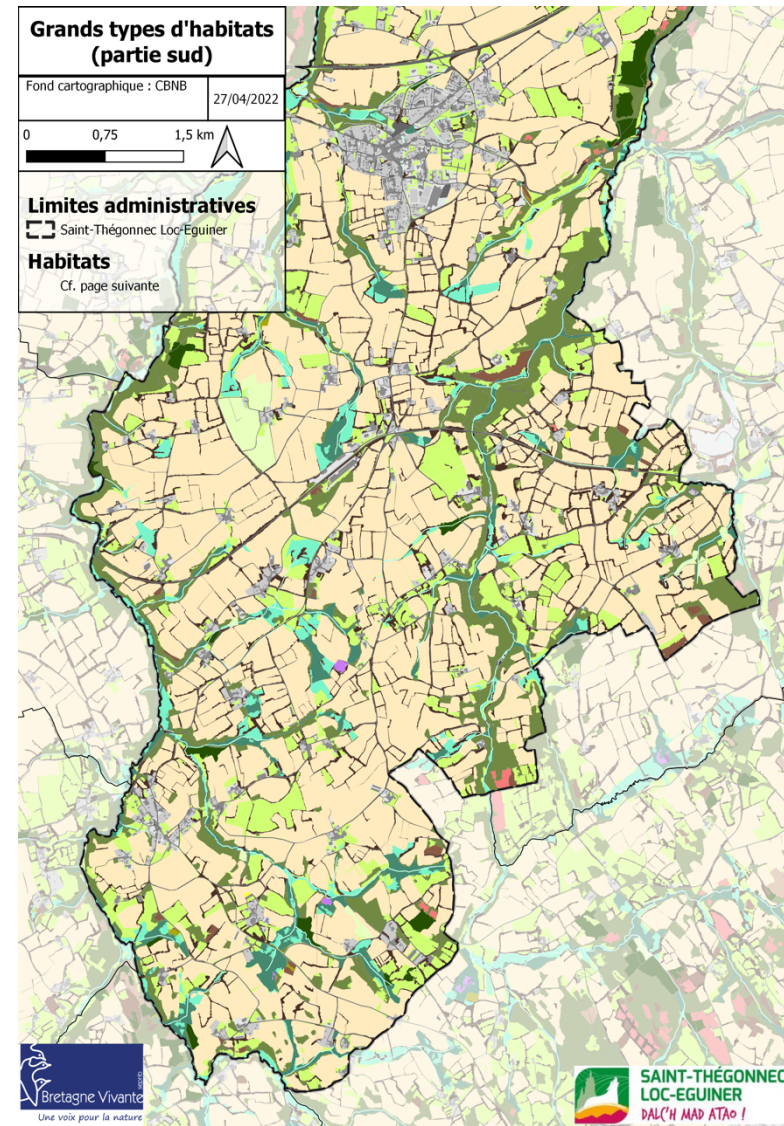 Grands types d'habitats
(partie sud)
Fond cartographique : CBNB
27/04/2022
0 0,75 1,5 km
Limites administratives
Saint-Thégonnec Loc-Eguiner
Habitats
Cf. page suivante
Bretagne Vivante
Une voix pour la nature
SAINT-THÉGONNEC
LOC-EGUINER
DALC'H MAD ATAO !